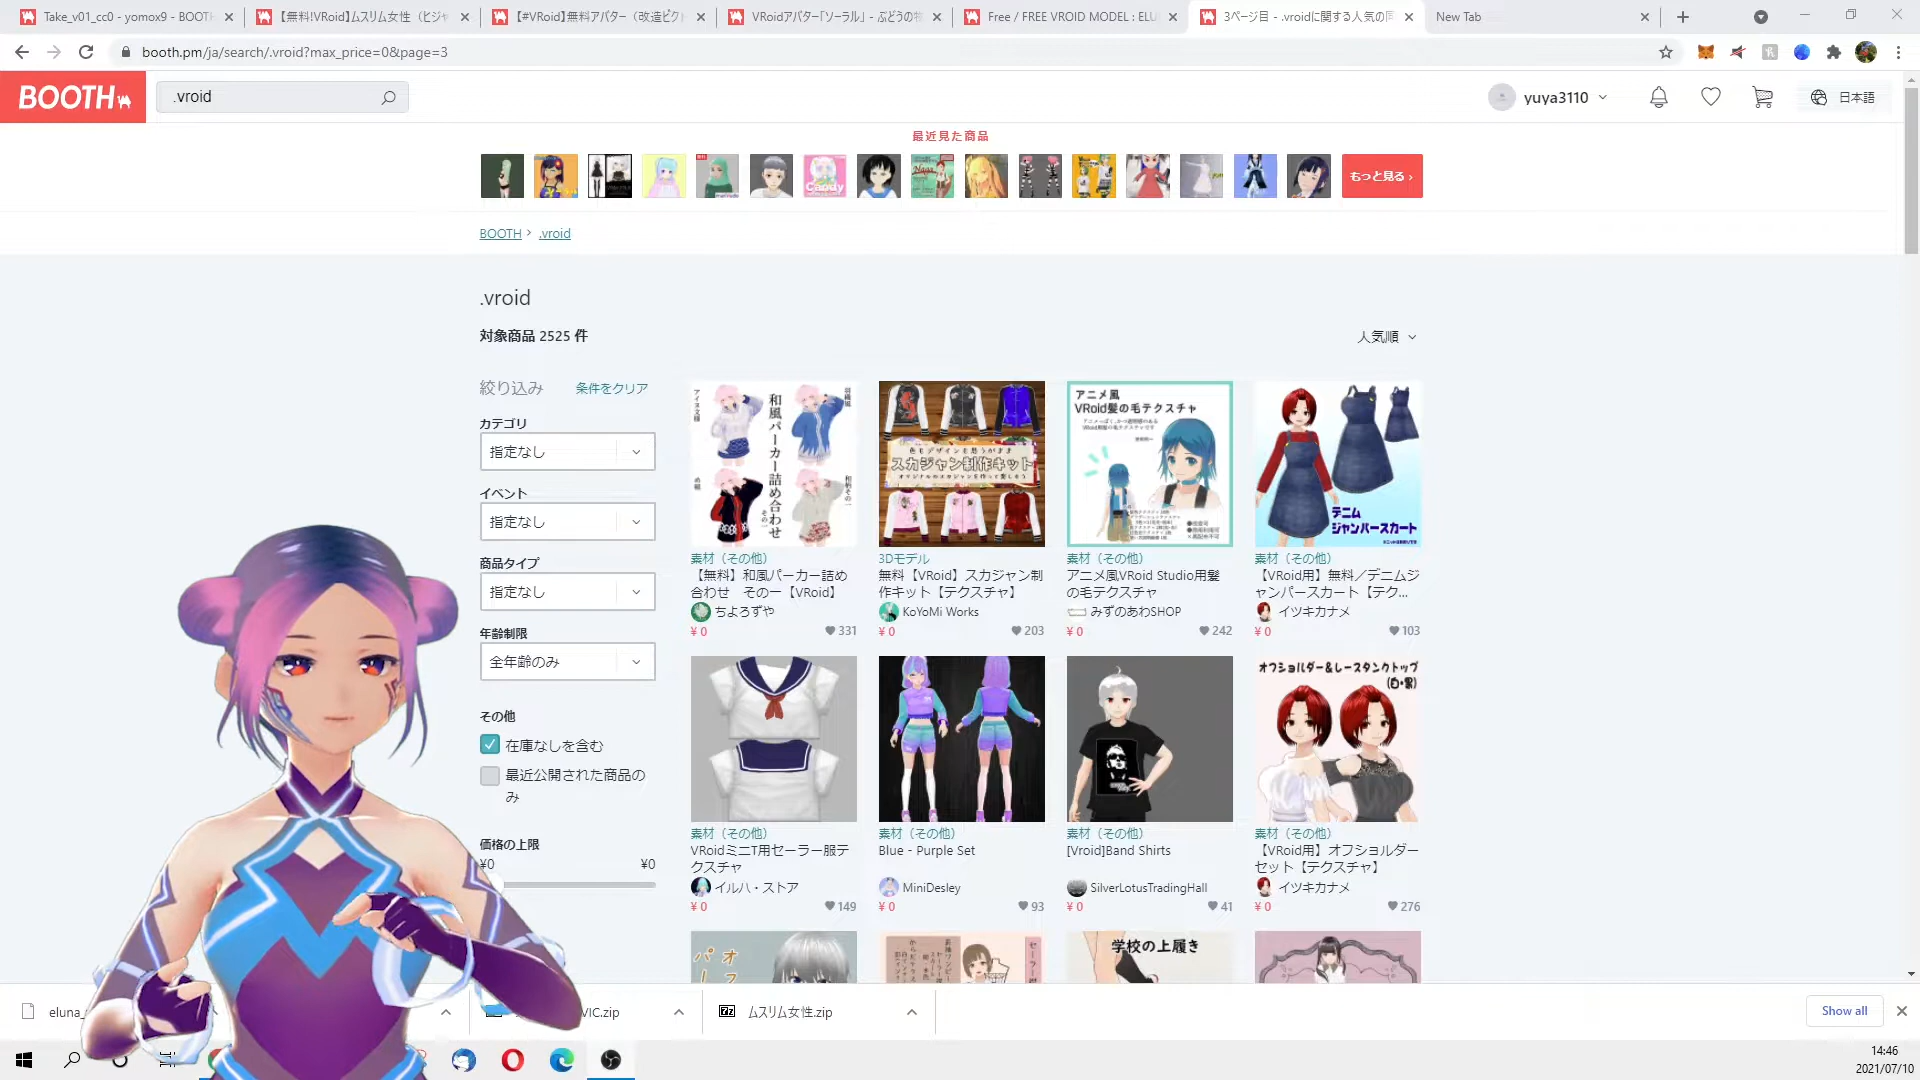 Take_v01_cc0 - yomox9 - BOOTH
【無料!VRoid】ムスリム女性（ヒジャ
【#VRoid】無料アバター（改造ピクト
VRoidアバター「ソーラル」 - ぶどうの牧
Free / FREE VROID MODEL : ELU
3ページ目 - .vroidに関する人気の同
New Tab
booth.pm/ja/search/.vroid?max_price=0&page=3
BOOTH
.vroid
yuya3110
日本語
最近見た商品
Candy
もっと見る ›
BOOTH › .vroid
.vroid
対象商品 2525 件
人気順
絞り込み 条件をクリア
カテゴリ
指定なし
イベント
指定なし
商品タイプ
指定なし
年齢制限
全年齢のみ
その他
在庫なしを含む
最近公開された商品の
み
価格の上限
¥0 ¥0
和風パーカー詰め合わせ
その一
スカジャン制作キット
アニメ風
VRoid髪の毛テクスチャ
デニム
ジャンパースカート
素材（その他）
【無料】和風パーカー詰め
合わせ　その一【VRoid】
ちよろずや
¥ 0 331
3Dモデル
無料【VRoid】スカジャン制
作キット【テクスチャ】
KoYoMi Works
¥ 0 203
素材（その他）
アニメ風VRoid Studio用髪
の毛テクスチャ
みずのあわSHOP
¥ 0 242
素材（その他）
【VRoid用】無料／デニムジ
ャンパースカート【テク...
イツキカナメ
¥ 0 103
オフショルダー&レースタンクトップ
(白・黒)
素材（その他）
VRoidミニT用セーラー服テ
クスチャ
イルハ・ストア
¥ 0 149
素材（その他）
Blue - Purple Set
MiniDesley
¥ 0 93
素材（その他）
[Vroid]Band Shirts
SilverLotusTradingHall
¥ 0 41
素材（その他）
【VRoid用】オフショルダー
セット【テクスチャ】
イツキカナメ
¥ 0 276
学校の上履き
eluna_
VIC.zip
ムスリム女性.zip
Show all
14:46
2021/07/10